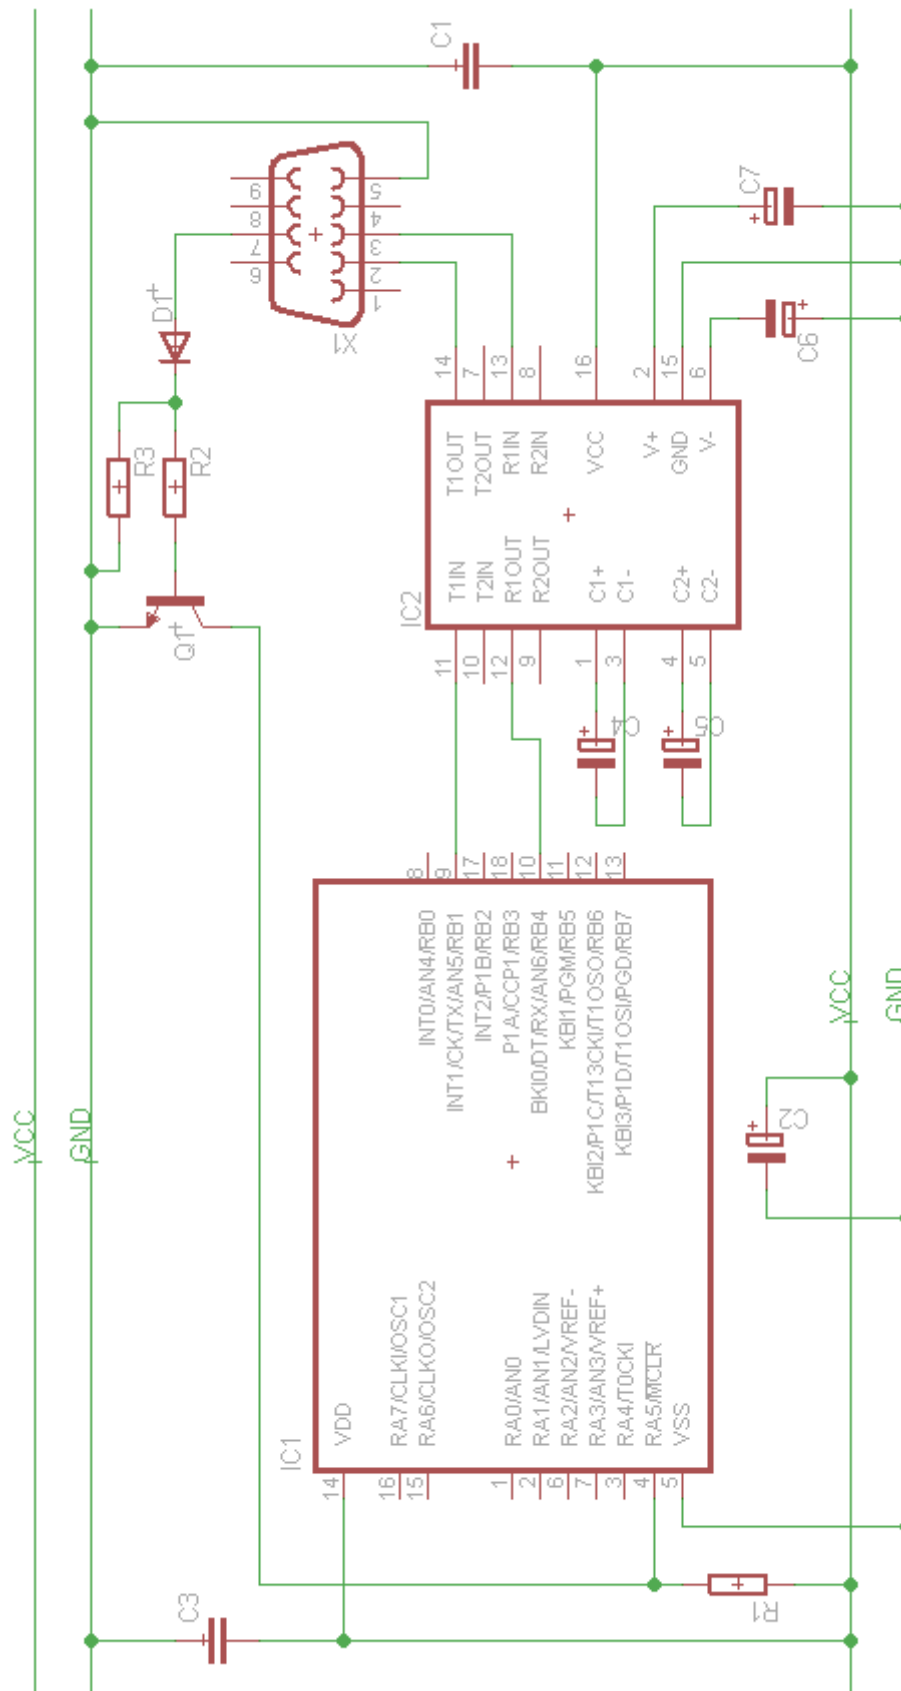 C1
9
8
7
6
5
4
3
2
1
X1
C7
C6
D1
R3
R2
Q1
14
7
13
8
16
2
15
6
T1OUT
T2OUT
R1IN
R2IN
VCC
V+
GND
V-
T1IN
T2IN
R1OUT
R2OUT
C1+
C1-
C2+
C2-
IC2
11
10
12
9
1
3
4
5
C4
C5
8
9
17
18
10
11
12
13
INT0/AN4/RB0
INT1/CK/TX/AN5/RB1
INT2/P1B/RB2
P1A/CCP1/RB3
BKI0/DT/RX/AN6/RB4
KBI1/PGM/RB5
KBI2/P1C/T13CKI/T1OSO/RB6
KBI3/P1D/T1OSI/PGD/RB7
VCC
GND
VCC
GND
C2
VDD
RA7/CLKI/OSC1
RA6/CLKO/OSC2
RA0/AN0
RA1/AN1/LVDIN
RA2/AN2/VREF-
RA3/AN3/VREF+
RA4/T0CKI
RA5/MCLR
VSS
IC1
14
16
15
1
2
6
7
3
4
5
R1
C3